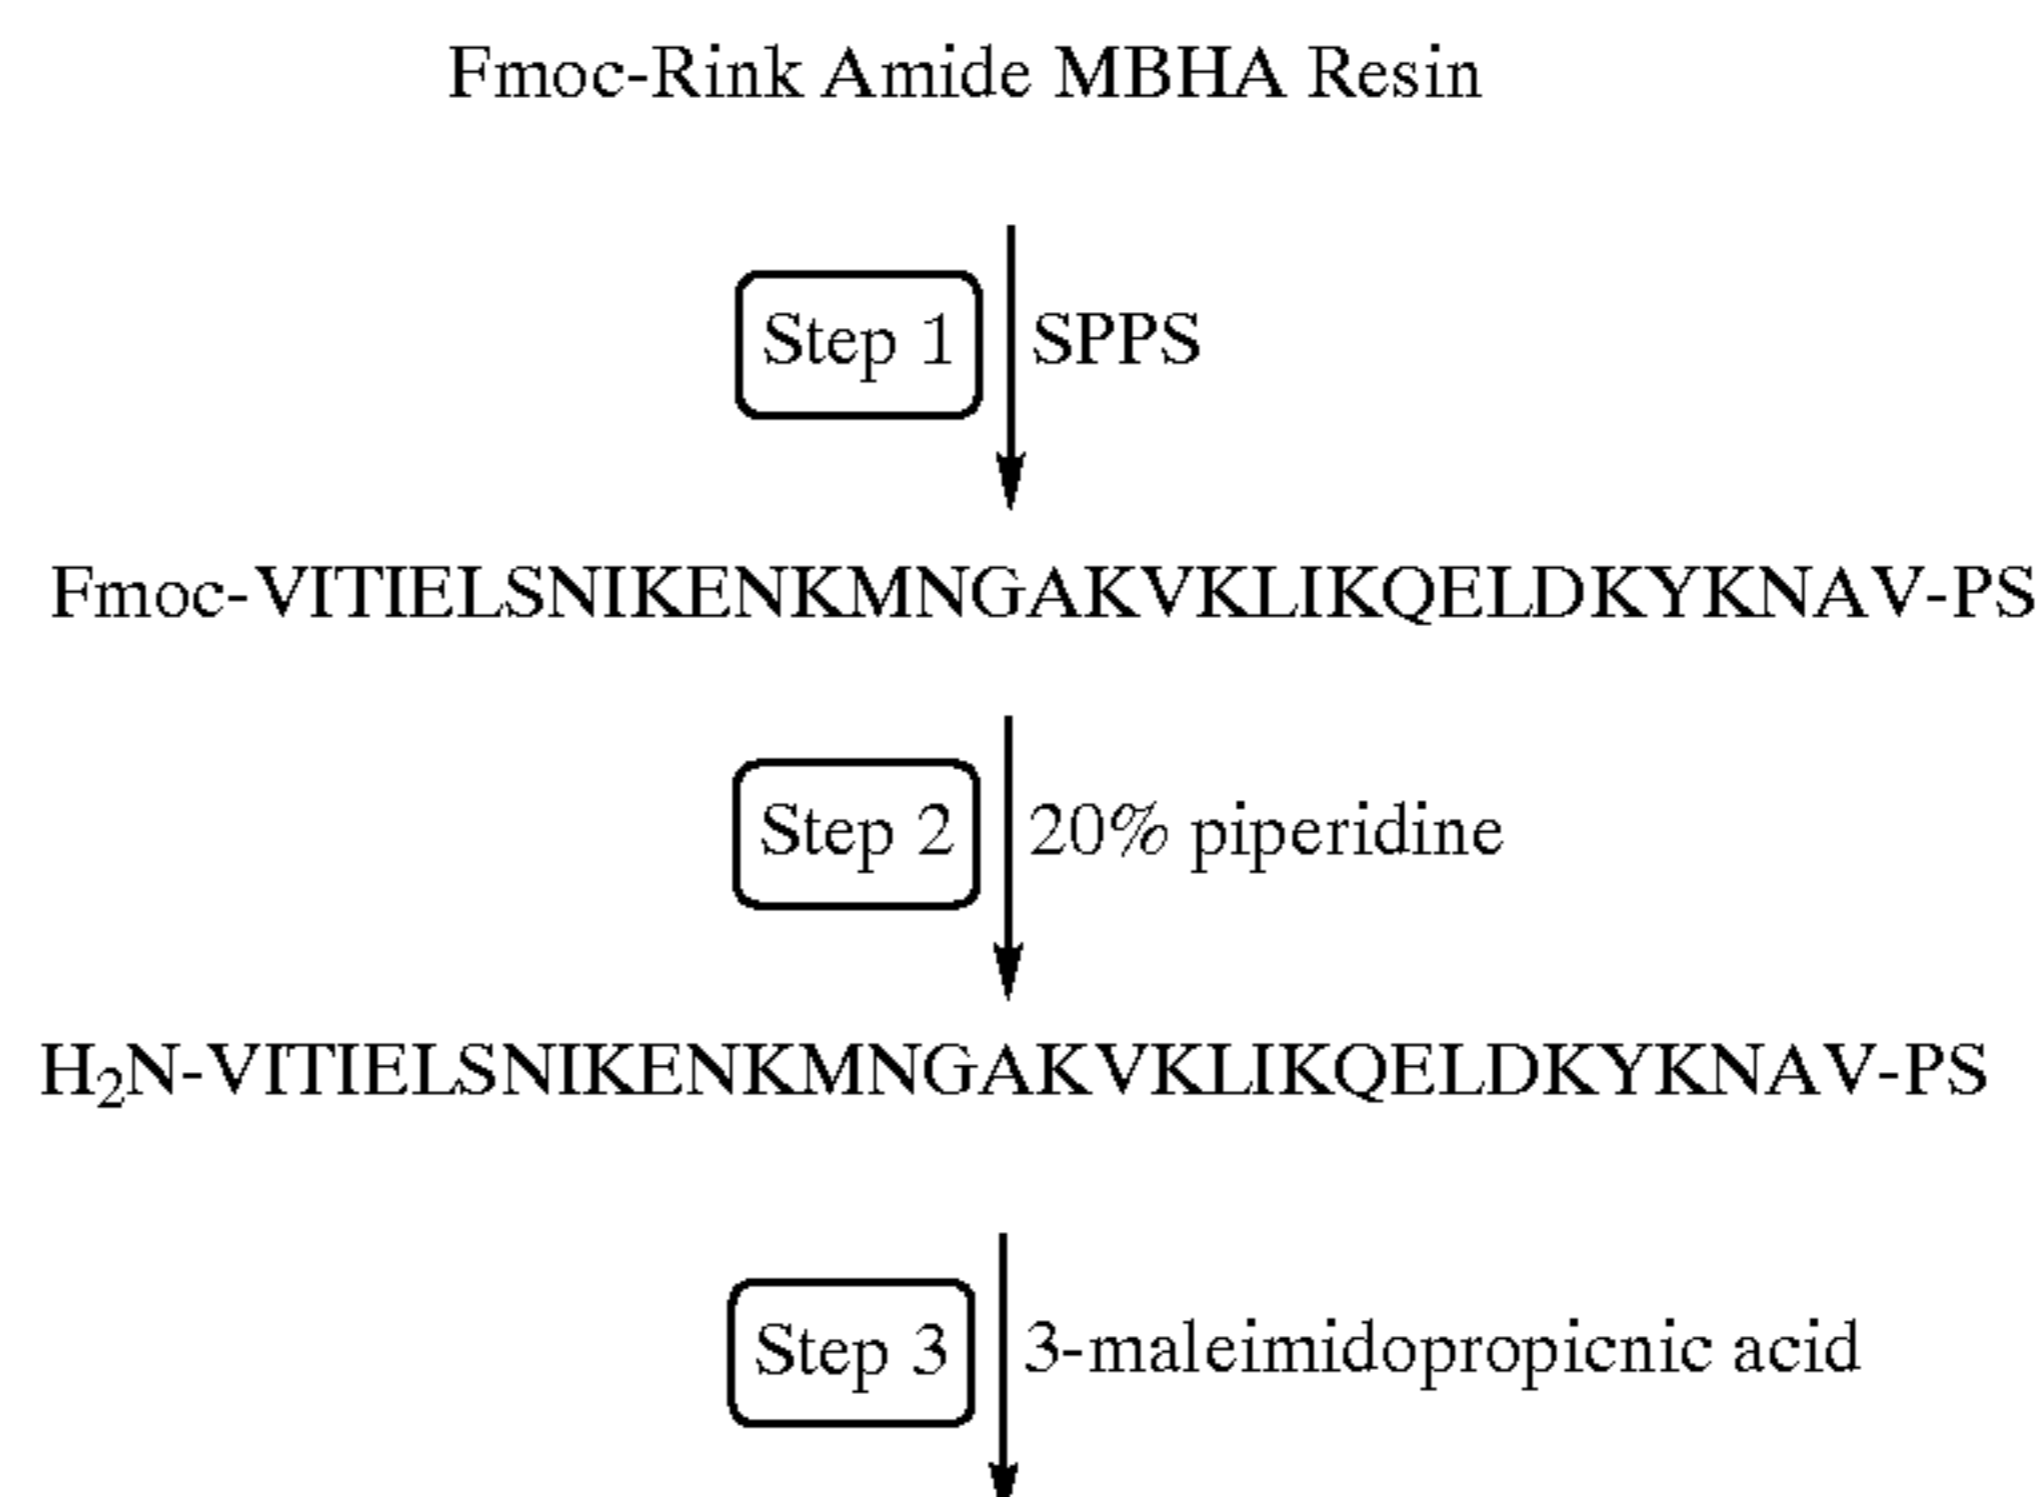 Fmoc-Rink Amide MBHA Resin
Step 1 SPPS
Fmoc-VITIELSNIKENKMNGAKVKLIKQELDKYKNAV-PS
Step 2 20% piperidine
H₂N-VITIELSNIKENKMNGAKVKLIKQELDKYKNAV-PS
Step 3 3-maleimidopropicnic acid